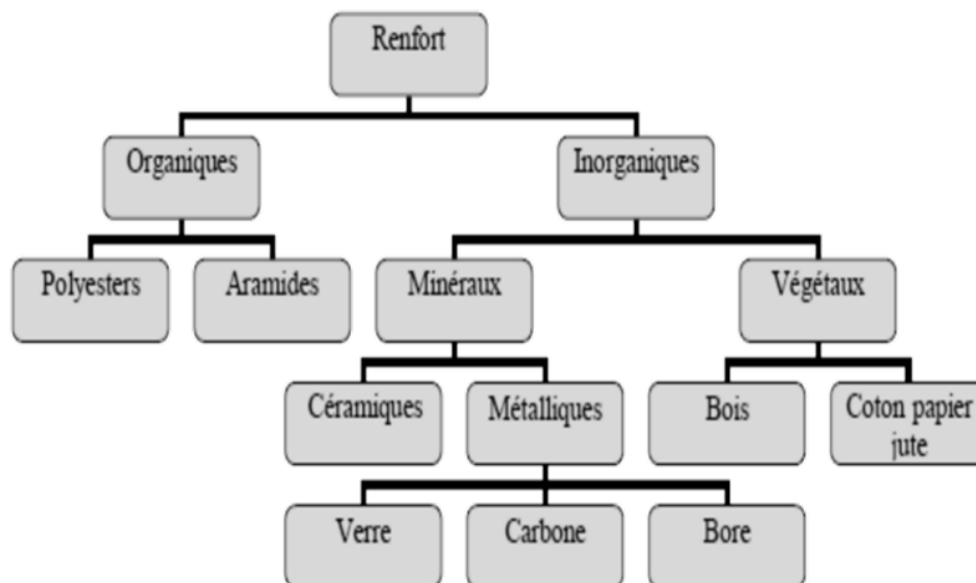 Renfort
Organiques
Inorganiques
Polyesters
Aramides
Minéraux
Végétaux
Céramiques
Métalliques
Bois
Coton papier
jute
Verre
Carbone
Bore